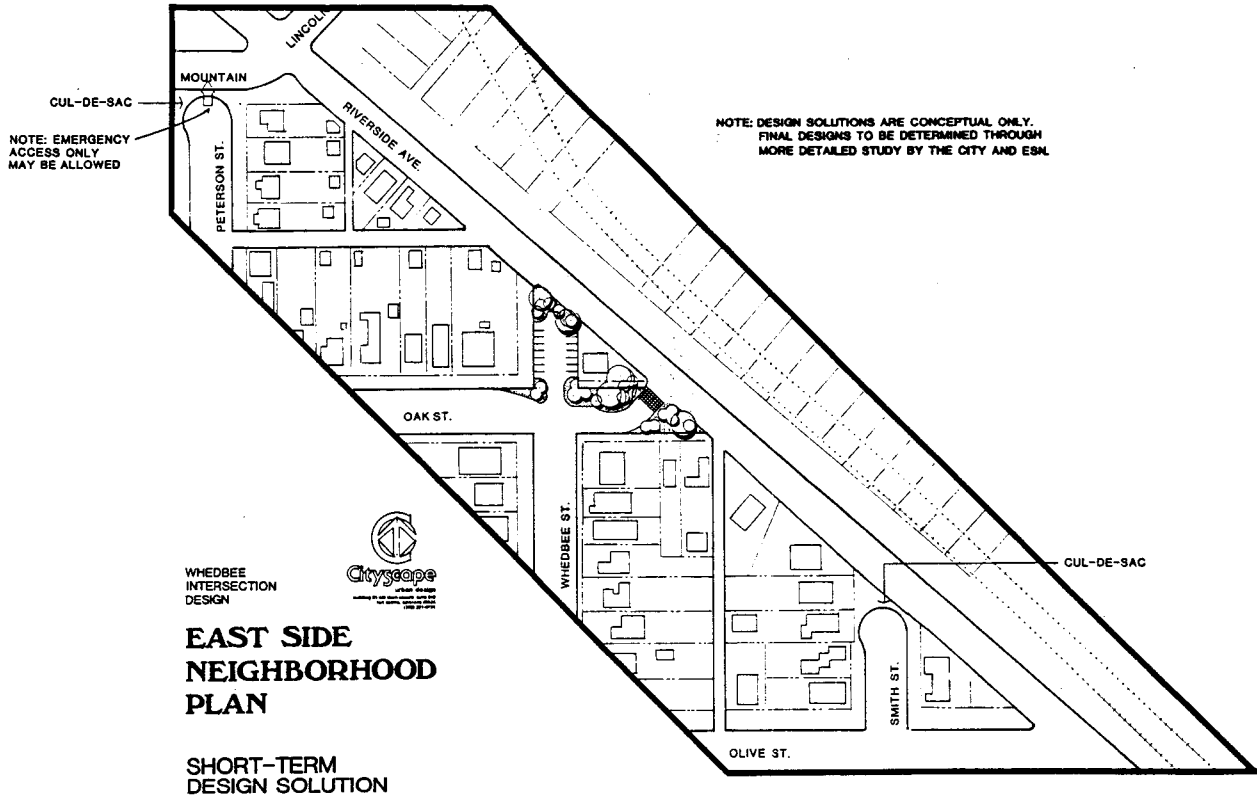 LINCOLN
MOUNTAIN
CUL-DE-SAC
NOTE: EMERGENCY
ACCESS ONLY
MAY BE ALLOWED
PETERSON ST.
RIVERSIDE AVE.
NOTE: DESIGN SOLUTIONS ARE CONCEPTUAL ONLY.
FINAL DESIGNS TO BE DETERMINED THROUGH
MORE DETAILED STUDY BY THE CITY AND ESN.
OAK ST.
WHEDBEE ST.
CUL-DE-SAC
SMITH ST.
OLIVE ST.
WHEDBEE
INTERSECTION
DESIGN
Cityscape
urban design
EAST SIDE
NEIGHBORHOOD
PLAN
SHORT-TERM
DESIGN SOLUTION